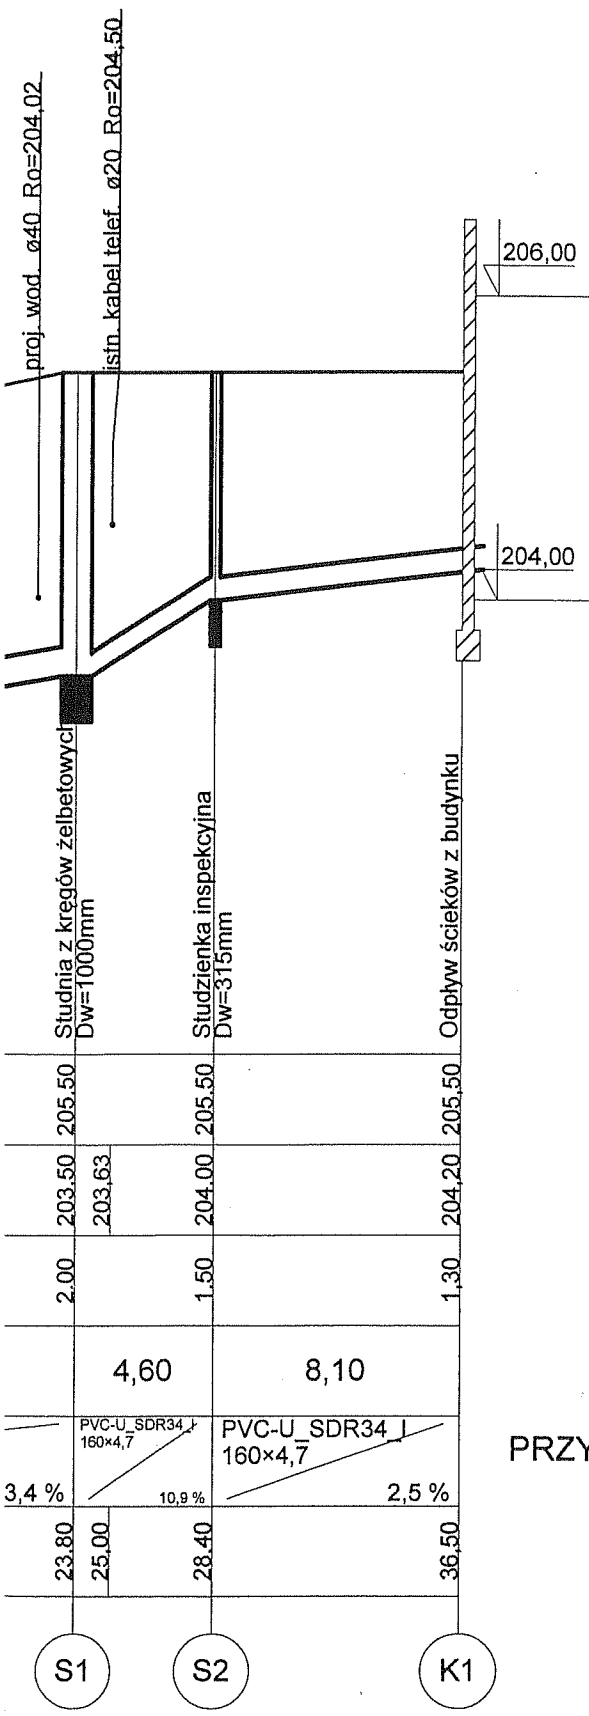 proj. wod. ø40 Ro=204,02
istn. kabel telef. ø20 Ro=204,50
206,00
204,00
Studnia z kręgów żelbetowych
Dw=1000mm
Studzienka inspekcyjna
Dw=315mm
Odpływ ścieków z budynku
205,50
205,50
205,50
203,50
203,63
204,00
204,20
2,00
1,50
1,30
4,60
8,10
PVC-U_SDR34_l
160×4,7
PVC-U_SDR34_l
160×4,7
3,4 %
10,9 %
2,5 %
PRZY
23,80
25,00
28,40
36,50
S1
S2
K1